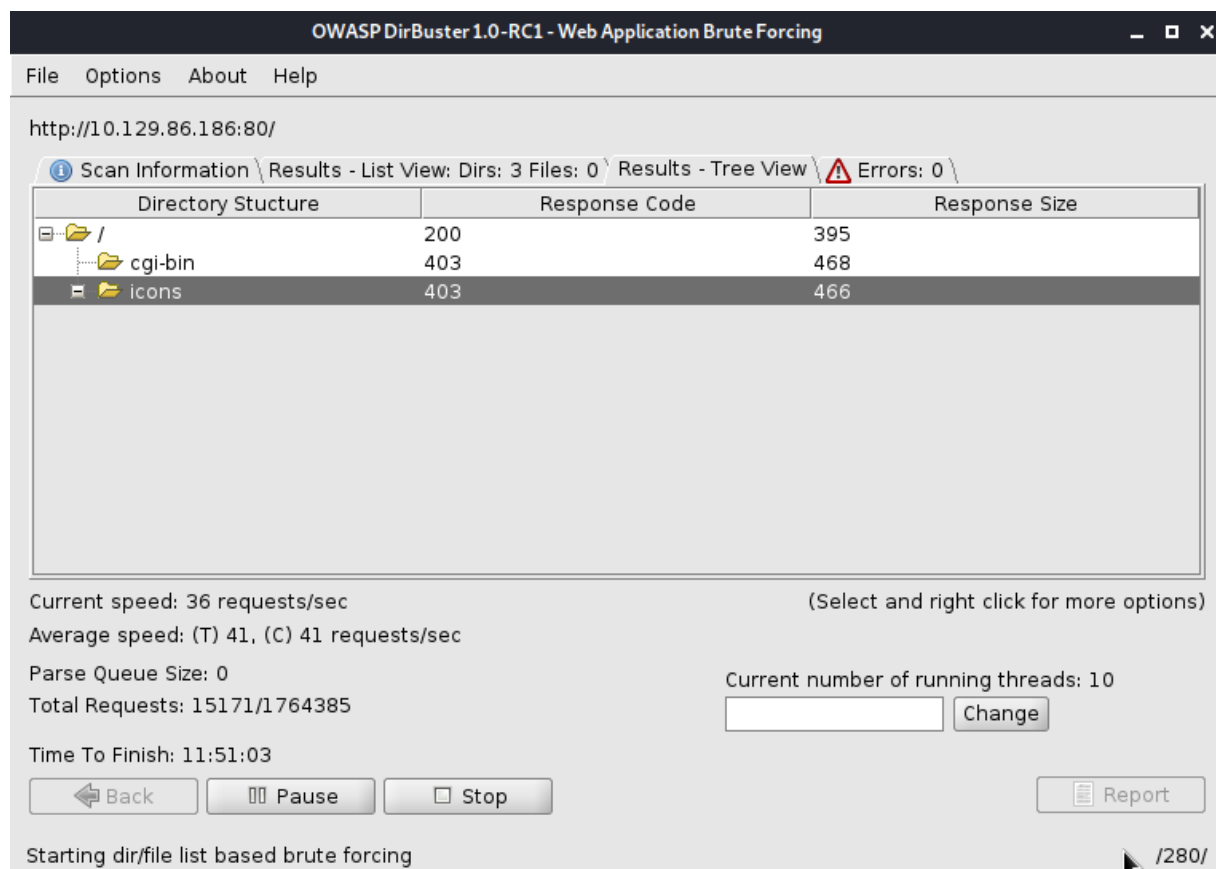 OWASP DirBuster 1.0-RC1 - Web Application Brute Forcing
File Options About Help
http://10.129.86.186:80/
Scan Information \ Results - List View: Dirs: 3 Files: 0 \ Results - Tree View \ Errors: 0 \
Directory Stucture Response Code Response Size
/ 200 395
cgi-bin 403 468
icons 403 466
Current speed: 36 requests/sec (Select and right click for more options)
Average speed: (T) 41, (C) 41 requests/sec
Parse Queue Size: 0
Current number of running threads: 10
Total Requests: 15171/1764385
Change
Time To Finish: 11:51:03
Back Pause Stop Report
Starting dir/file list based brute forcing /280/